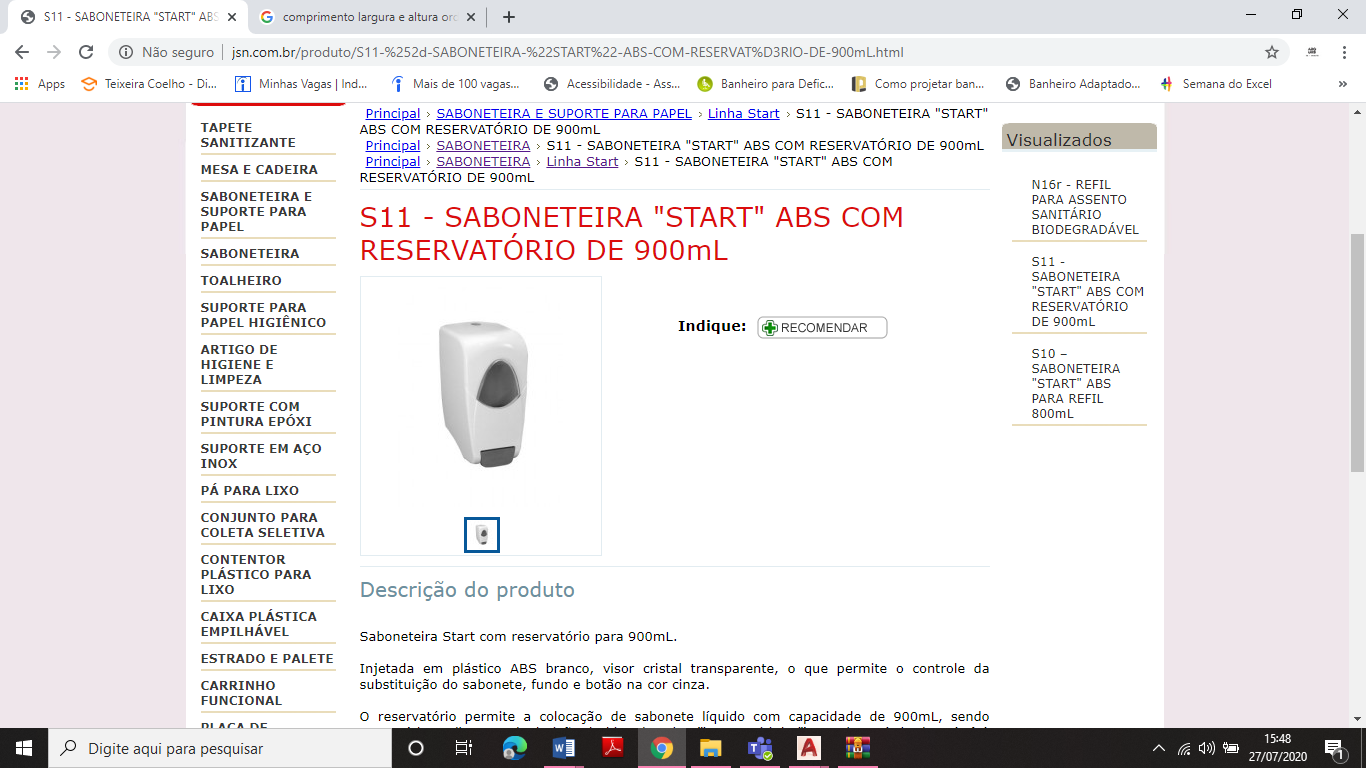 S11 - SABONETEIRA "START" ABS
comprimento largura e altura ord
Não seguro
jsn.com.br/produto/S11-%252d-SABONETEIRA-%22START%22-ABS-COM-RESERVAT%D3RIO-DE-900mL.html
Apps
Teixeira Coelho - Di...
Minhas Vagas | Ind...
Mais de 100 vagas...
Acessibilidade - Ass...
Banheiro para Defic...
Como projetar ban...
Banheiro Adaptado...
Semana do Excel
»
TAPETE
SANITIZANTE
MESA E CADEIRA
SABONETEIRA E
SUPORTE PARA
PAPEL
SABONETEIRA
TOALHEIRO
SUPORTE PARA
PAPEL HIGIÊNICO
ARTIGO DE
HIGIENE E
LIMPEZA
SUPORTE COM
PINTURA EPÓXI
SUPORTE EM AÇO
INOX
PÁ PARA LIXO
CONJUNTO PARA
COLETA SELETIVA
CONTENTOR
PLÁSTICO PARA
LIXO
CAIXA PLÁSTICA
EMPILHÁVEL
ESTRADO E PALETE
CARRINHO
FUNCIONAL
PLACA DE
Principal › SABONETEIRA E SUPORTE PARA PAPEL › Linha Start › S11 - SABONETEIRA "START"
ABS COM RESERVATÓRIO DE 900mL
Principal › SABONETEIRA › S11 - SABONETEIRA "START" ABS COM RESERVATÓRIO DE 900mL
Principal › SABONETEIRA › Linha Start › S11 - SABONETEIRA "START" ABS COM
RESERVATÓRIO DE 900mL
S11 - SABONETEIRA "START" ABS COM
RESERVATÓRIO DE 900mL
Indique: RECOMENDAR
Descrição do produto
Saboneteira Start com reservatório para 900mL.
Injetada em plástico ABS branco, visor cristal transparente, o que permite o controle da
substituição do sabonete, fundo e botão na cor cinza.
O reservatório permite a colocação de sabonete líquido com capacidade de 900mL, sendo
Visualizados
N16r - REFIL
PARA ASSENTO
SANITÁRIO
BIODEGRADÁVEL
S11 -
SABONETEIRA
"START" ABS COM
RESERVATÓRIO
DE 900mL
S10 –
SABONETEIRA
"START" ABS
PARA REFIL
800mL
Digite aqui para pesquisar
15:48
27/07/2020
1